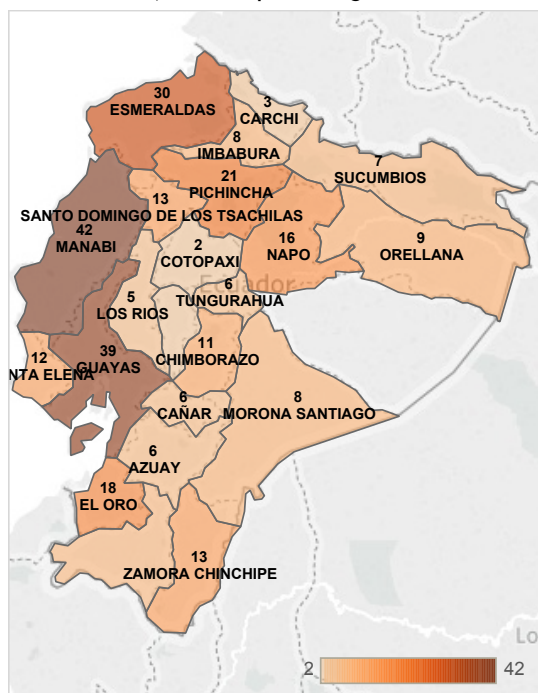 30
ESMERALDAS
3
CARCHI
8
IMBABURA
7
SUCUMBIOS
21
PICHINCHA
13
SANTO DOMINGO DE LOS TSACHILAS
42
MANABI
16
NAPO
9
ORELLANA
2
COTOPAXI
Ecuador
6
TUNGURAHUA
5
LOS RIOS
11
CHIMBORAZO
12
NTA ELENA
39
GUAYAS
6
CAÑAR
8
MORONA SANTIAGO
6
AZUAY
18
EL ORO
13
ZAMORA CHINCHIPE
Lo
2
42